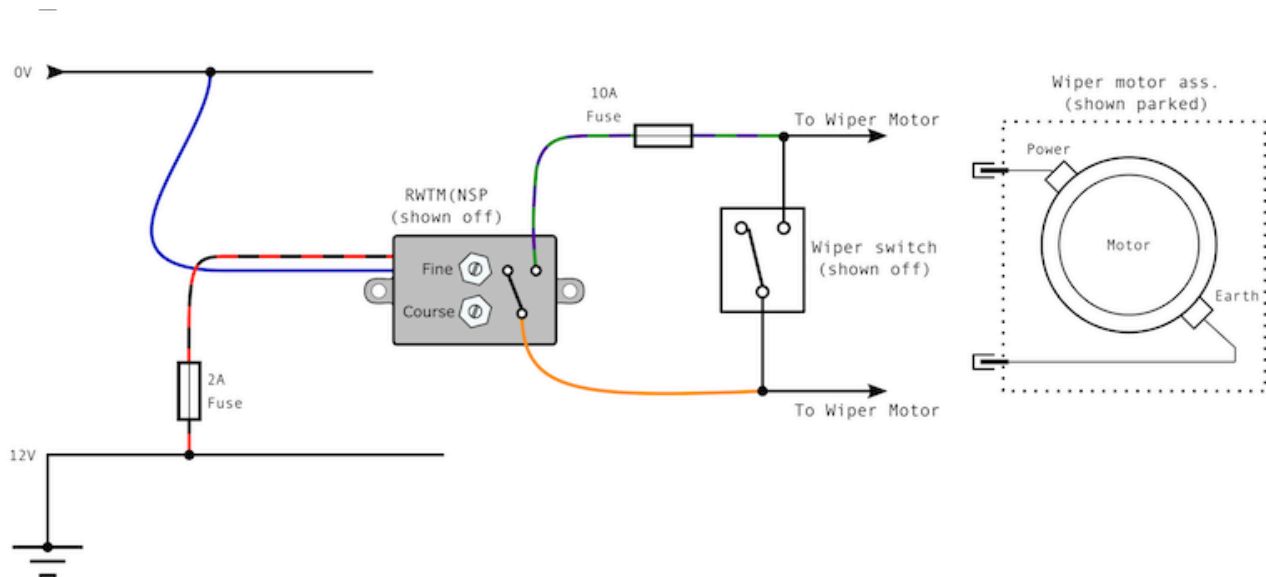 0V
10A
Fuse
To Wiper Motor
Wiper motor ass.
(shown parked)
Power
RWTM(NSP
(shown off)
Wiper switch
(shown off)
Motor
Fine
Course
Earth
2A
Fuse
To Wiper Motor
12V